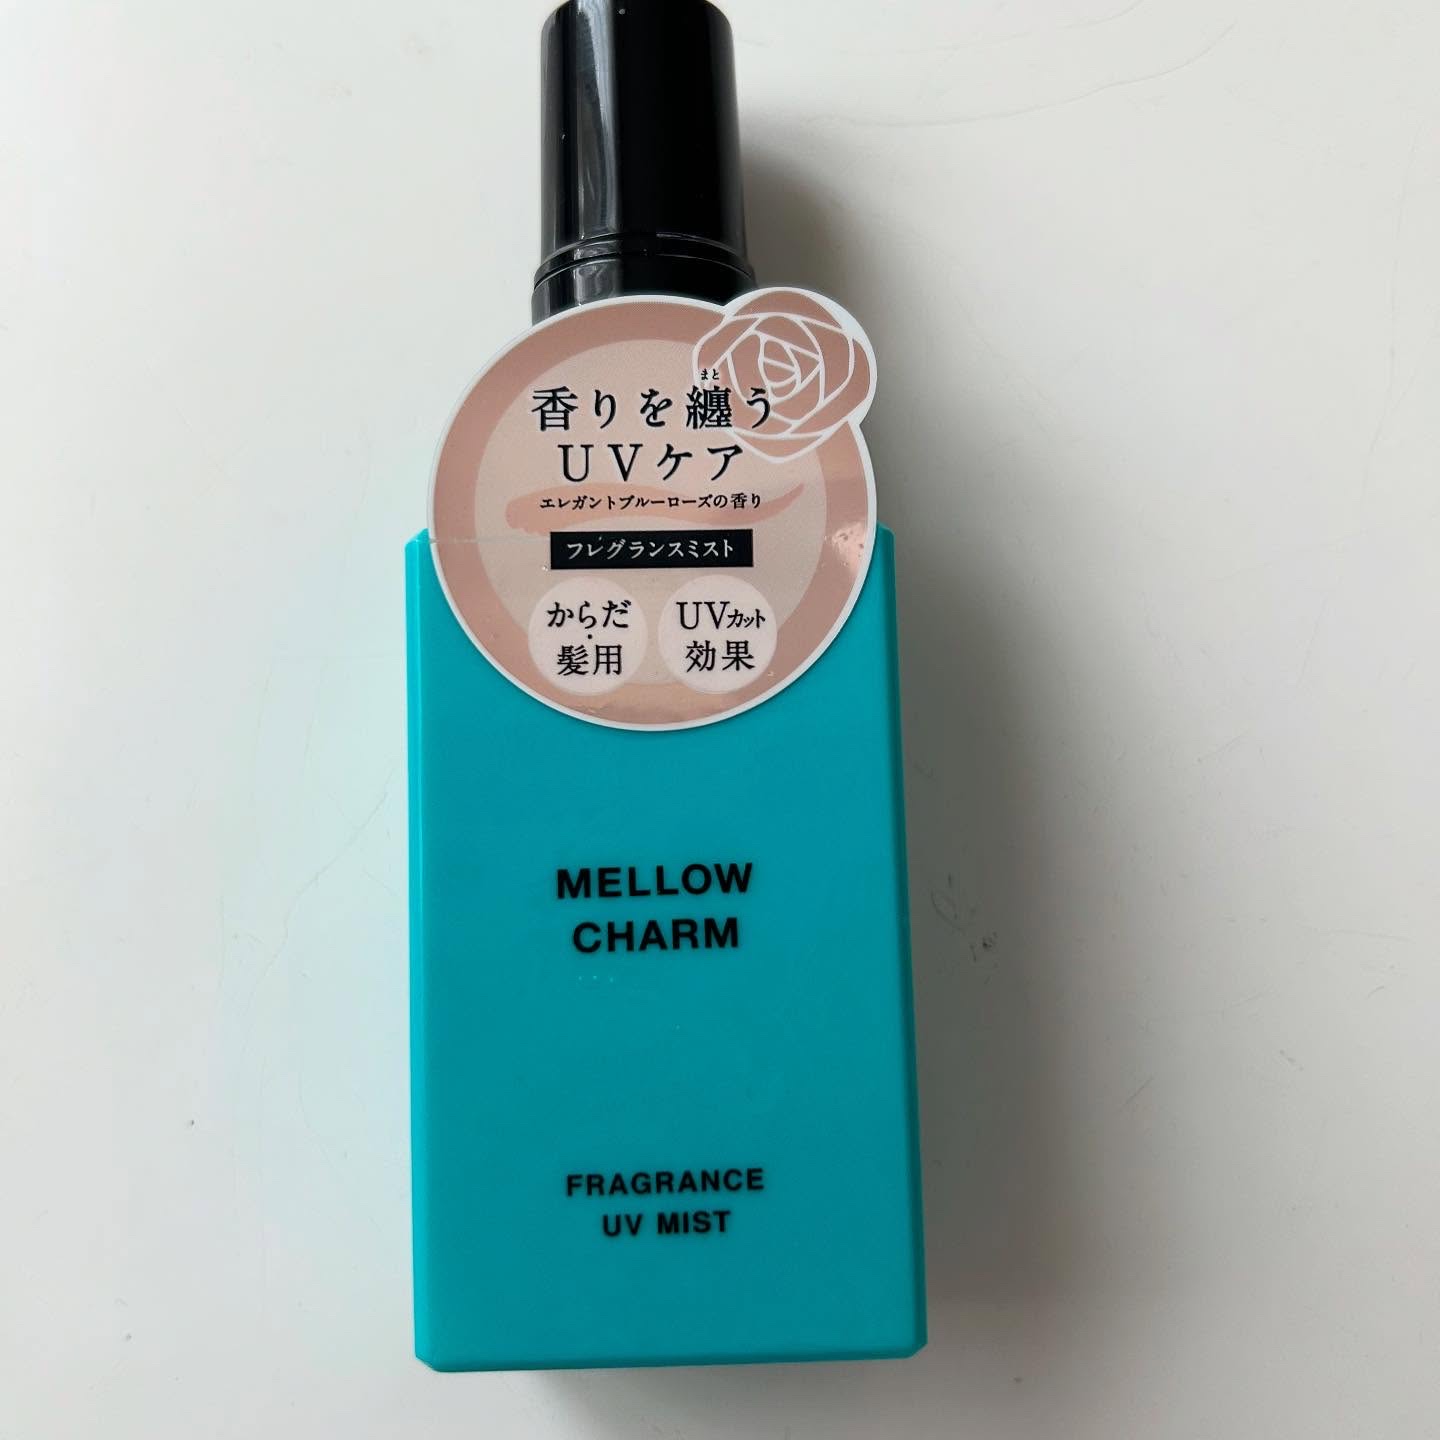 香りを纏う
まと
UVケア
エレガントブルーローズの香り
フレグランスミスト
からだ・髪用
UVカット効果
MELLOW
CHARM
FRAGRANCE
UV MIST